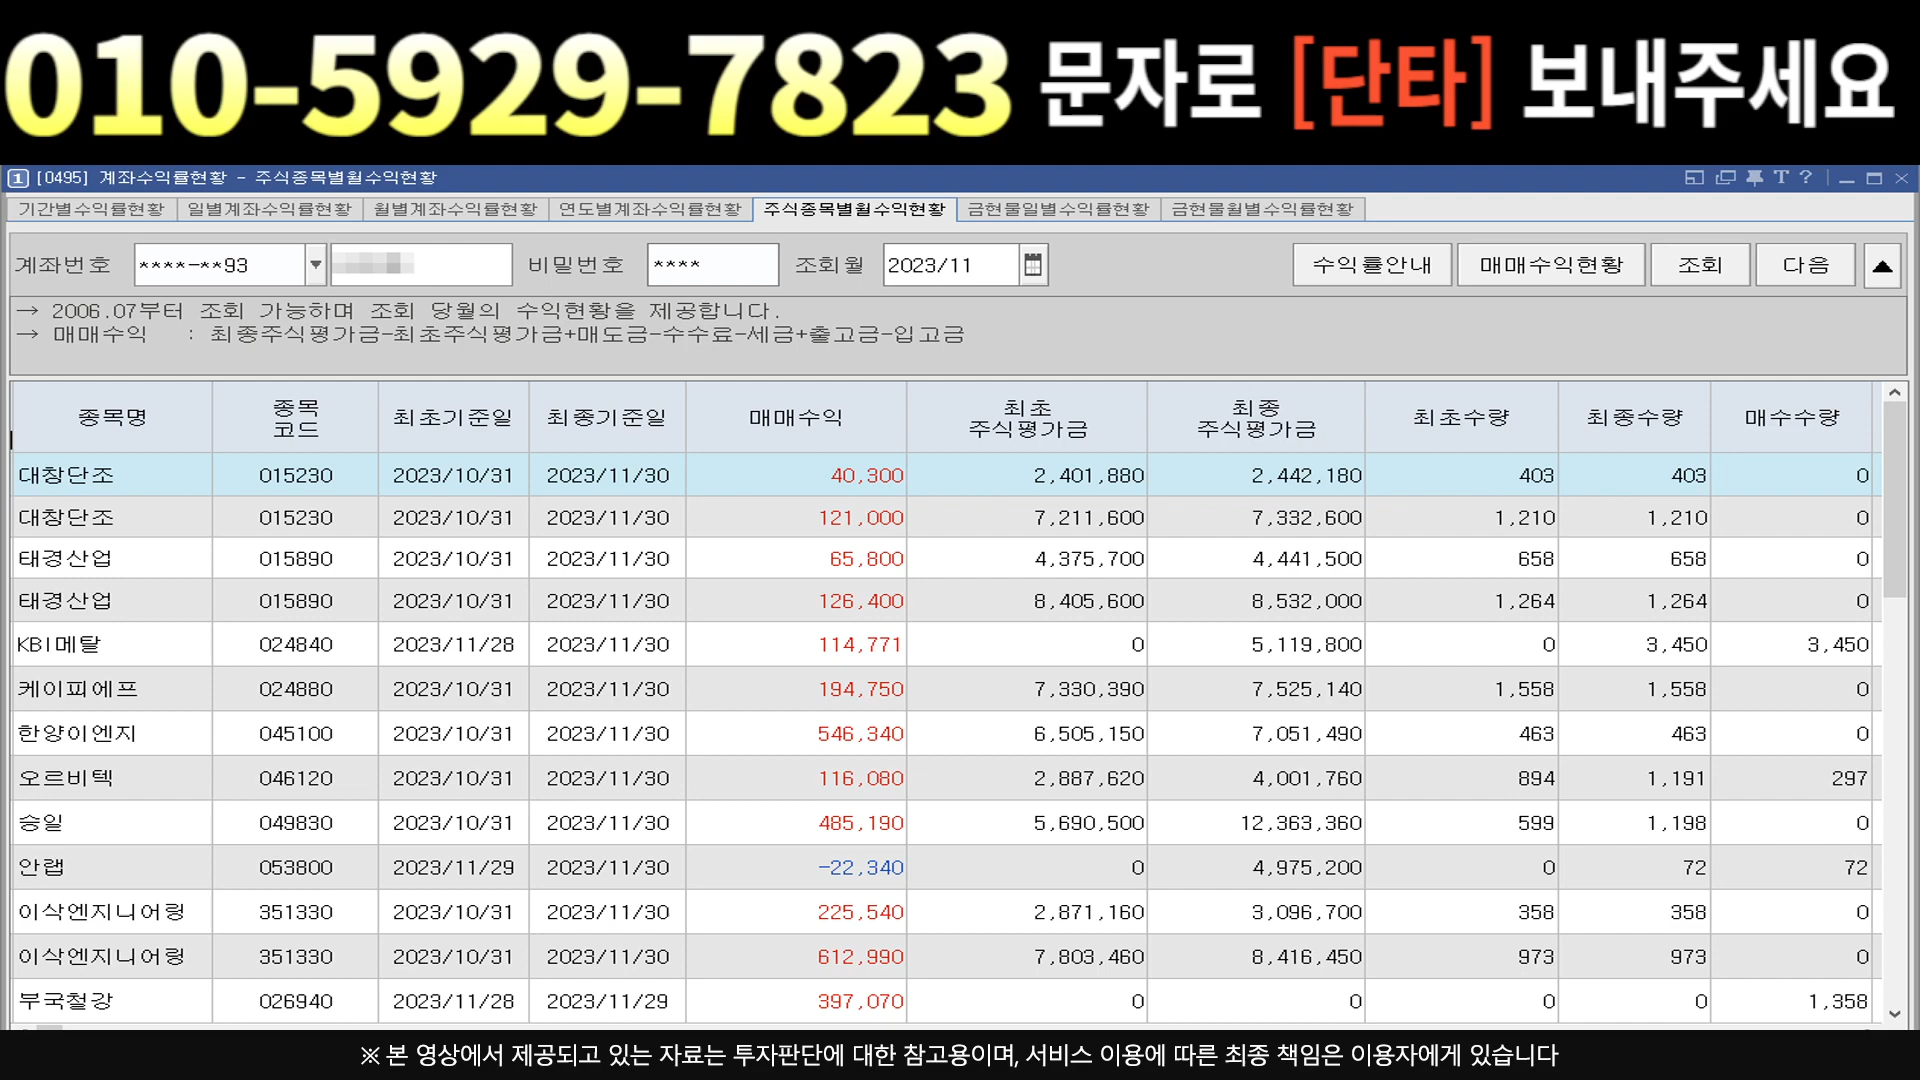 010-5929-7823 문자로 [단타] 보내주세요
1 [0495] 계좌수익률현황 - 주식종목별월수익현황
기간별수익률현황 일별계좌수익률현황 월별계좌수익률현황 연도별계좌수익률현황 주식종목별월수익현황 금현물일별수익률현황 금현물월별수익률현황
계좌번호 ****-**93 비밀번호 **** 조회월 2023/11 수익률안내 매매수익현황 조회 다음
→ 2006.07부터 조회 가능하며 조회 당월의 수익현황을 제공합니다.
→ 매매수익 : 최종주식평가금-최초주식평가금+매도금-수수료-세금+출고금-입고금
종목명 종목코드 최초기준일 최종기준일 매매수익 최초주식평가금 최종주식평가금 최초수량 최종수량 매수수량
대창단조 015230 2023/10/31 2023/11/30 40,300 2,401,880 2,442,180 403 403 0
대창단조 015230 2023/10/31 2023/11/30 121,000 7,211,600 7,332,600 1,210 1,210 0
태경산업 015890 2023/10/31 2023/11/30 65,800 4,375,700 4,441,500 658 658 0
태경산업 015890 2023/10/31 2023/11/30 126,400 8,405,600 8,532,000 1,264 1,264 0
KBI메탈 024840 2023/11/28 2023/11/30 114,771 0 5,119,800 0 3,450 3,450
케이피에프 024880 2023/10/31 2023/11/30 194,750 7,330,390 7,525,140 1,558 1,558 0
한양이엔지 045100 2023/10/31 2023/11/30 546,340 6,505,150 7,051,490 463 463 0
오르비텍 046120 2023/10/31 2023/11/30 116,080 2,887,620 4,001,760 894 1,191 297
승일 049830 2023/10/31 2023/11/30 485,190 5,690,500 12,363,360 599 1,198 0
안랩 053800 2023/11/29 2023/11/30 -22,340 0 4,975,200 0 72 72
이삭엔지니어링 351330 2023/10/31 2023/11/30 225,540 2,871,160 3,096,700 358 358 0
이삭엔지니어링 351330 2023/10/31 2023/11/30 612,990 7,803,460 8,416,450 973 973 0
부국철강 026940 2023/11/28 2023/11/29 397,070 0 0 0 0 1,358
※ 본 영상에서 제공되고 있는 자료는 투자판단에 대한 참고용이며, 서비스 이용에 따른 최종 책임은 이용자에게 있습니다